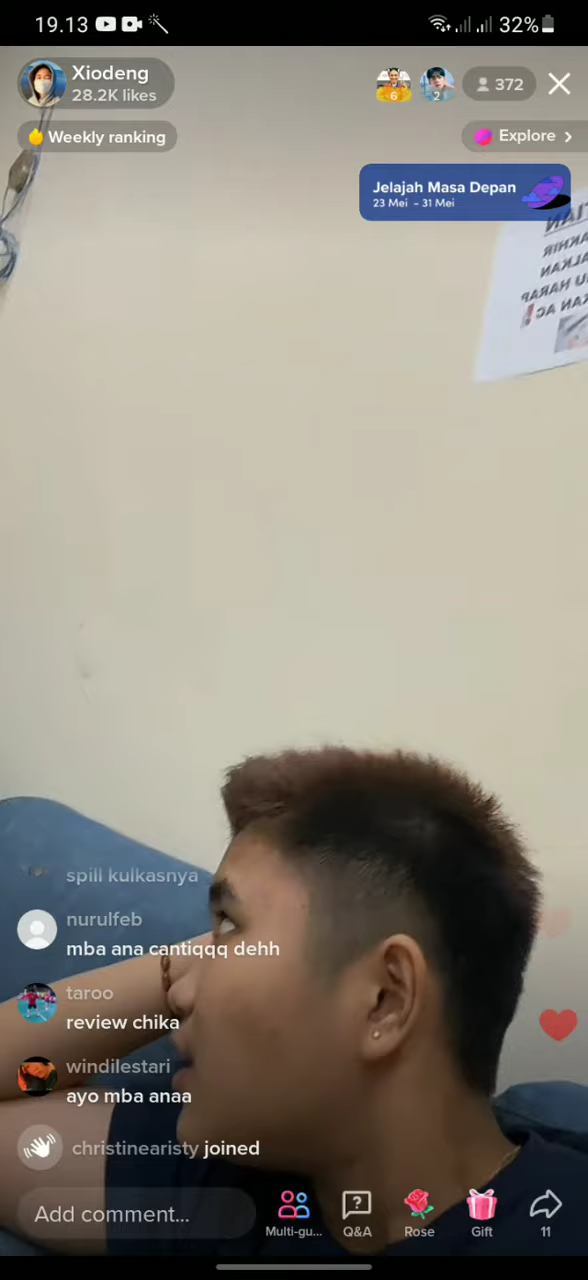 19.13
32%
Xiodeng
28.2K likes
6
2
372
Weekly ranking
Explore
Jelajah Masa Depan
23 Mei - 31 Mei
spill kulkasnya
nurulfeb
mba ana cantiqqq dehh
taroo
review chika
windilestari
ayo mba anaa
christinearisty joined
Add comment...
Multi-gu...
Q&A
Rose
Gift
11